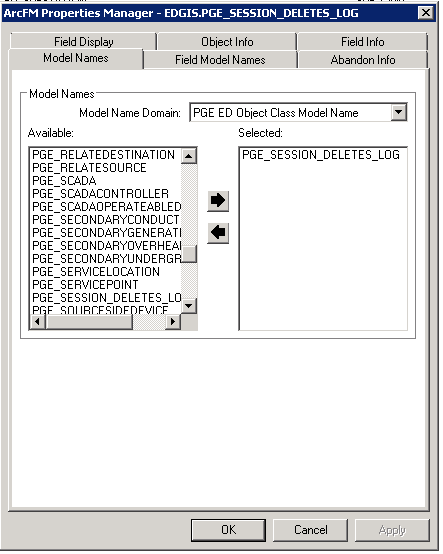 ArcFM Properties Manager - EDGIS.PGE_SESSION_DELETES_LOG
Field Display Object Info Field Info
Model Names Field Model Names Abandon Info
Model Names
Model Name Domain: PGE ED Object Class Model Name
Available: Selected:
PGE_RELATEDESTINATION PGE_SESSION_DELETES_LOG
PGE_RELATESOURCE
PGE_SCADA
PGE_SCADACONTROLLER
PGE_SCADAOPERATEABLED
PGE_SECONDARYCONDUCT
PGE_SECONDARYGENERATI
PGE_SECONDARYOVERHEAI
PGE_SECONDARYUNDERGR
PGE_SERVICELOCATION
PGE_SERVICEPOINT
PGE_SESSION_DELETES_LO
PGE_SOURCESIDEDEVICE
OK Cancel Apply